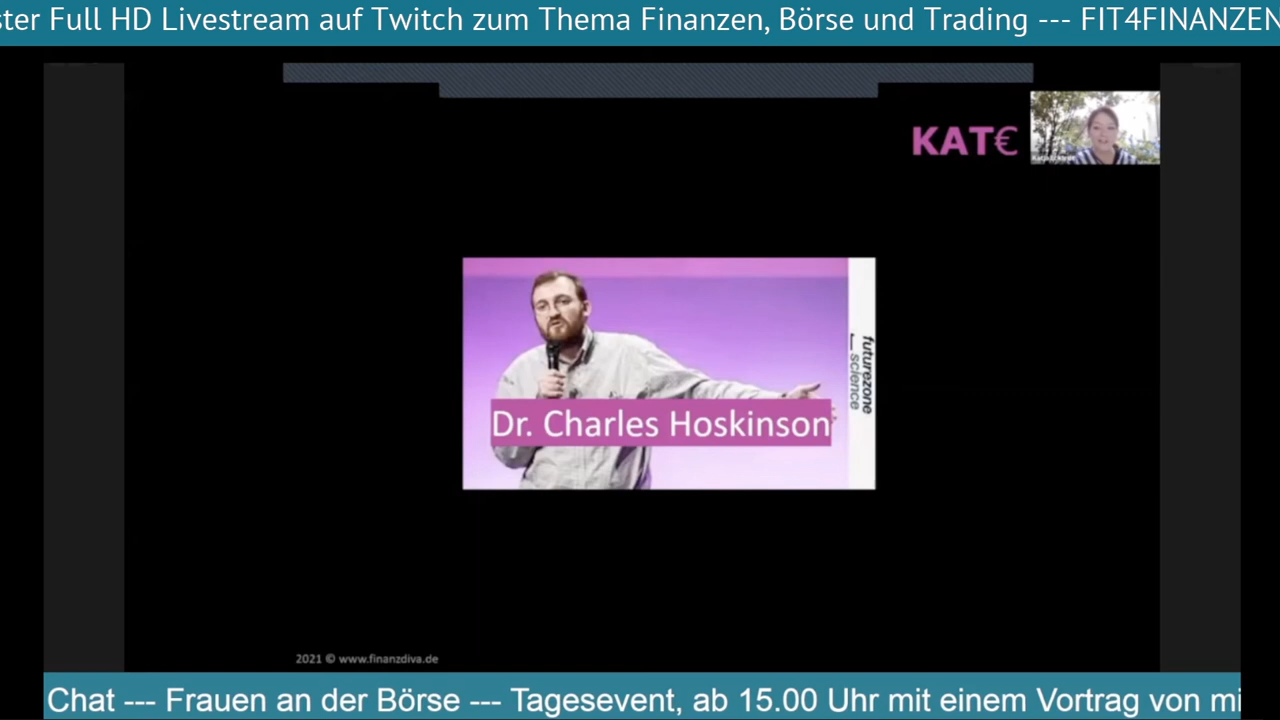 ster Full HD Livestream auf Twitch zum Thema Finanzen, Börse und Trading --- FIT4FINANZEN
KAT€
futurezone
science
Dr. Charles Hoskinson
2021 © www.finanzdiva.de
Chat --- Frauen an der Börse --- Tagesevent, ab 15.00 Uhr mit einem Vortrag von mi